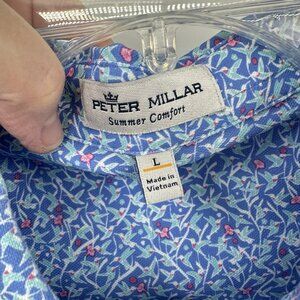 PETER MILLAR
Summer Comfort
L
Made in
Vietnam